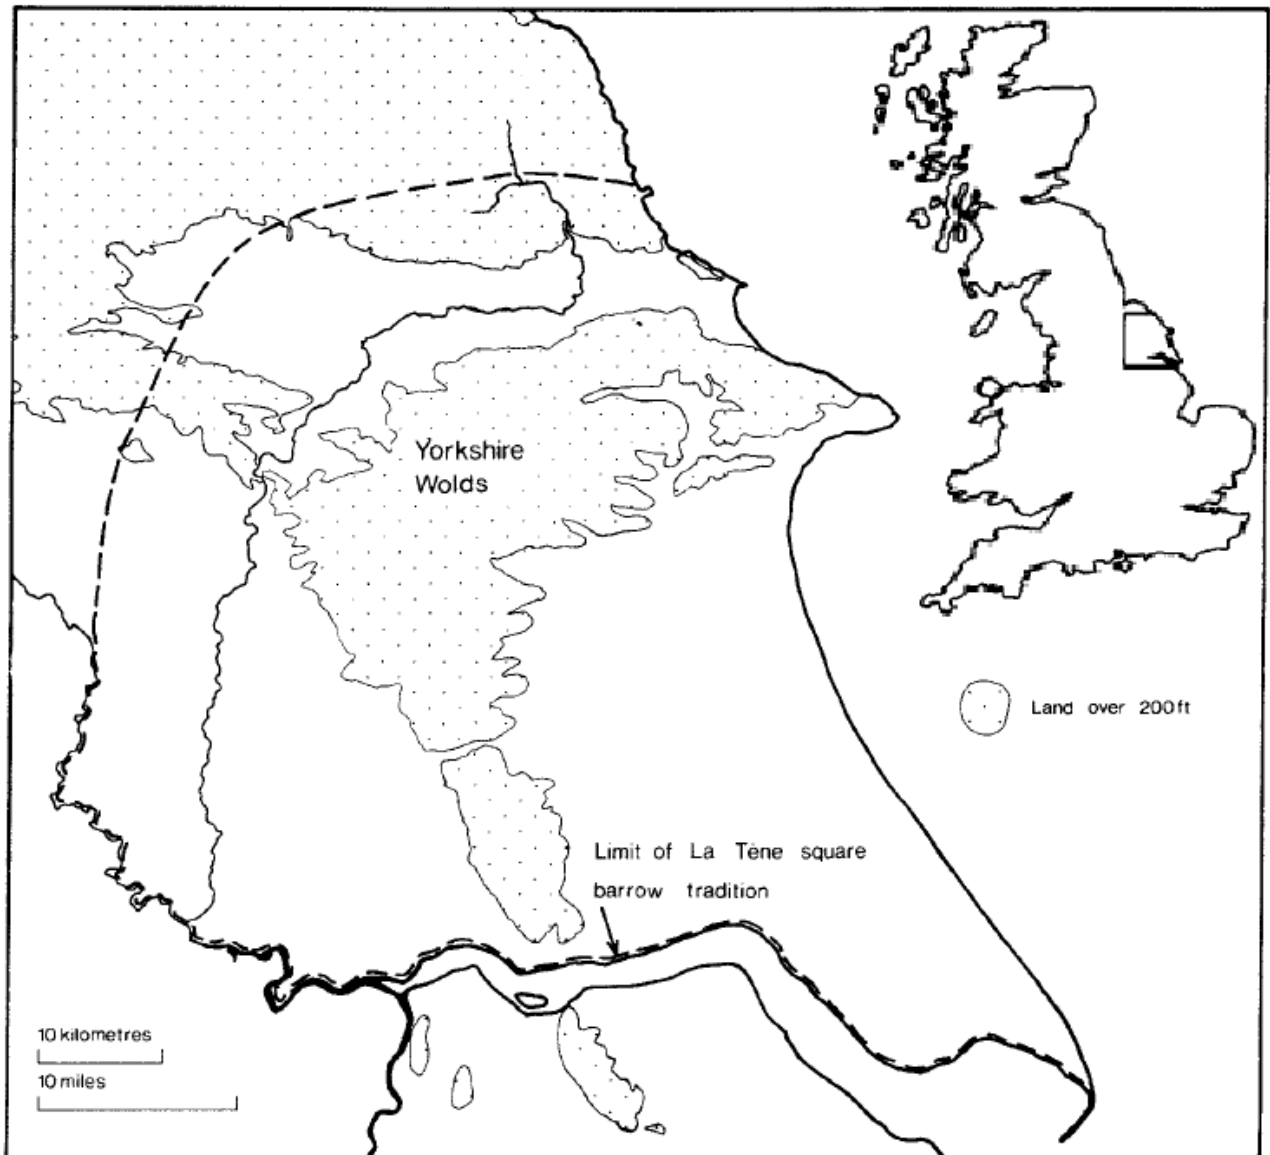 Yorkshire
Wolds
Land over 200ft
Limit of La Tène square
barrow tradition
10 kilometres
10 miles